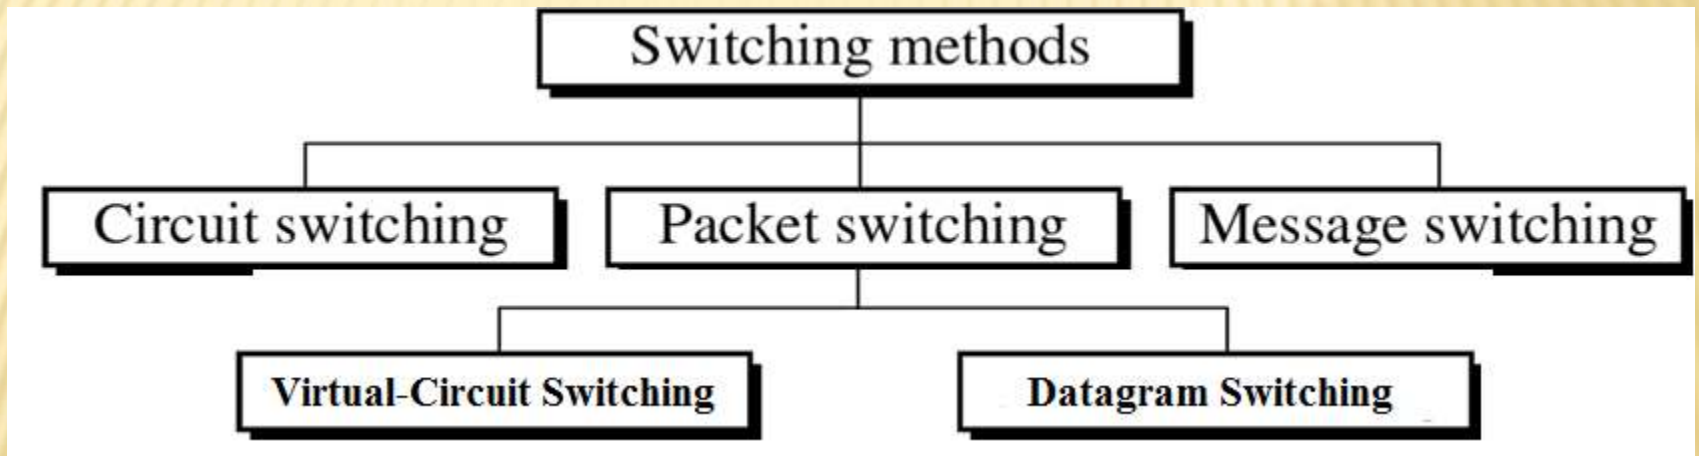 Switching methods
Circuit switching
Packet switching
Message switching
Virtual-Circuit Switching
Datagram Switching